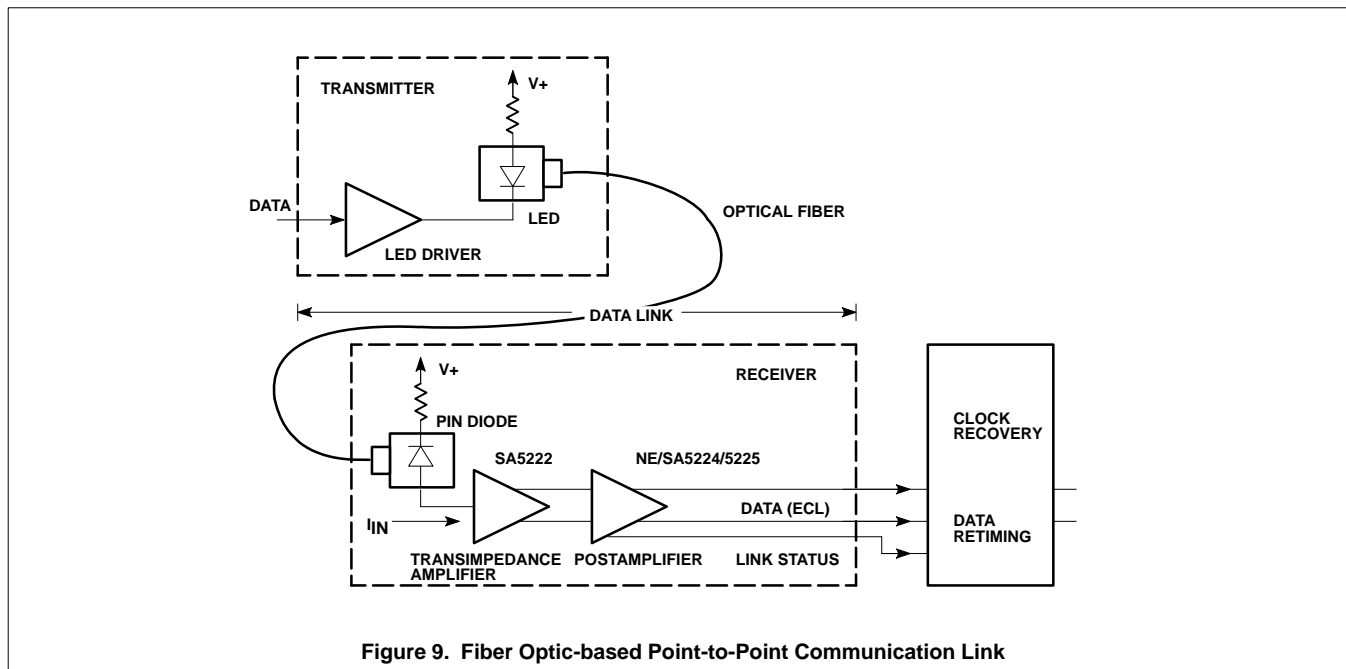 TRANSMITTER
V+
DATA
LED
LED DRIVER
OPTICAL FIBER
DATA LINK
V+
RECEIVER
PIN DIODE
SA5222
NE/SA5224/5225
IIN
TRANSIMPEDANCE
AMPLIFIER
POSTAMPLIFIER
DATA (ECL)
LINK STATUS
CLOCK
RECOVERY
DATA
RETIMING
Figure 9. Fiber Optic-based Point-to-Point Communication Link